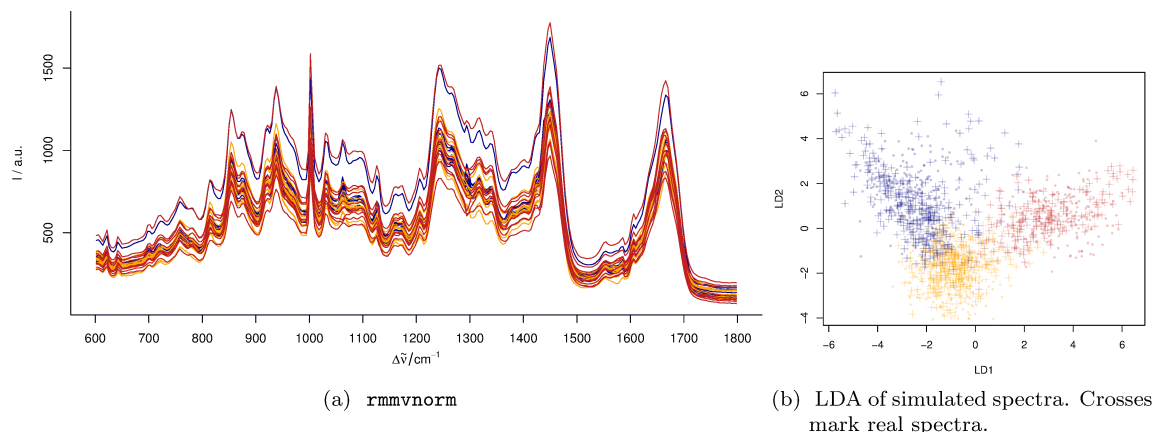 I / a.u.
1500
1000
500
600 700 800 900 1000 1100 1200 1300 1400 1500 1600 1700 1800
Δν̃/cm⁻¹
(a) rmmvnorm
LD2
6
4
2
0
−2
−4
−6 −4 −2 0 2 4 6
LD1
(b) LDA of simulated spectra. Crosses
mark real spectra.